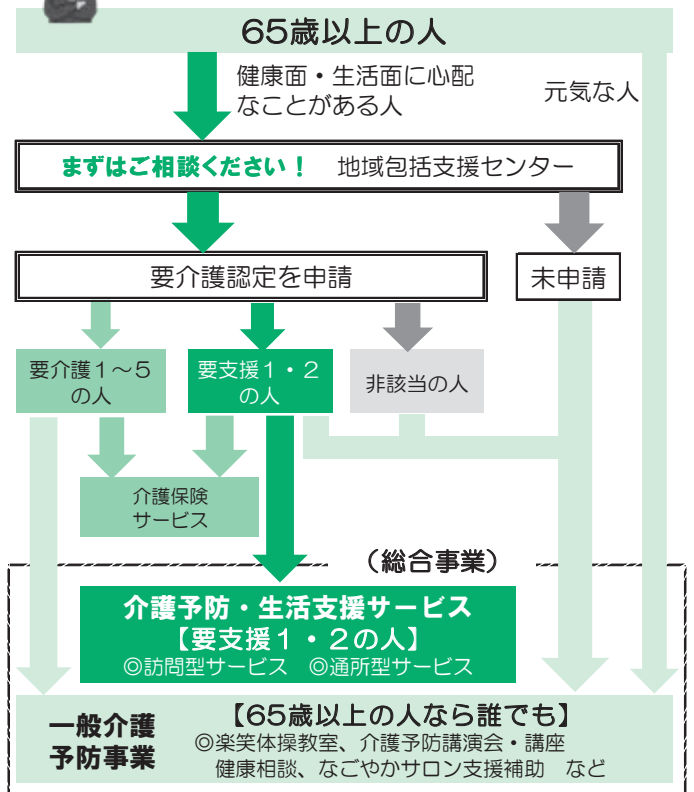 65歳以上の人
健康面・生活面に心配
なことがある人
元気な人
まずはご相談ください！　地域包括支援センター
要介護認定を申請
未申請
要介護１～５
の人
要支援１・２
の人
非該当の人
介護保険
サービス
（総合事業）
介護予防・生活支援サービス
【要支援１・２の人】
◎訪問型サービス　◎通所型サービス
一般介護
予防事業
【65歳以上の人なら誰でも】
◎楽笑体操教室、介護予防講演会・講座
健康相談、なごやかサロン支援補助　など